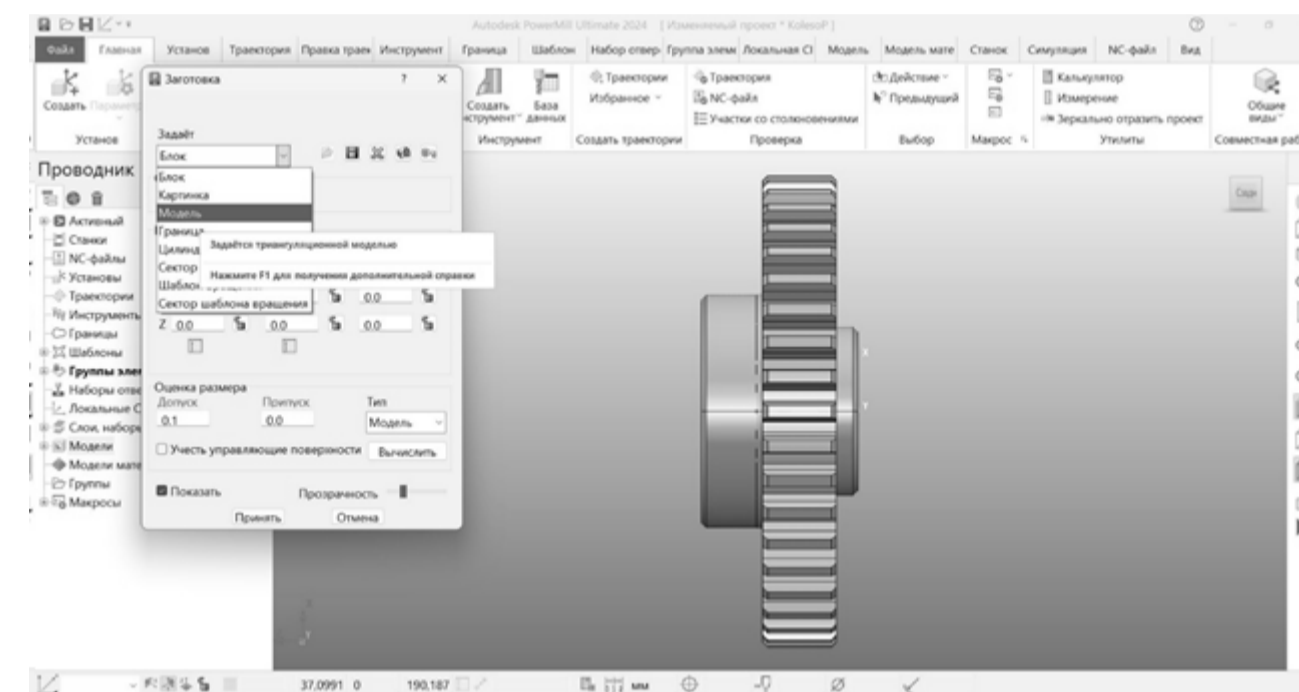 Autodesk PowerMill Ultimate 2024 [Изменяемый проект * KolesoP]
Файл Главная Установ Траектория Правка траек Инструмент Граница Шаблон Набор отвер Группа элеме Локальная СІ Модель Модель мате Станок Симуляция NC-файл Вид
Создать Параметр
Установ
Создать инструмент База данных
Инструмент
Траектории
Избранное
Создать траектории
Траектория
NC-файл
Участки со столкновениями
Проверка
Действие
Предыдущий
Выбор
Макрос
Калькулятор
Измерение
Зеркально отразить проект
Утилиты
Общие виды
Совместная раб
Проводник
Активный
Станки
NC-файлы
Установы
Траектории
Инструменты
Границы
Шаблоны
Группы элем
Наборы отве
Локальные С
Слои, наборы
Модели
Модели мате
Группы
Макросы
Заготовка ? ×
Задаёт
Блок
Блок
Картинка
Модель
Граница
Цилинд
Сектор
Шаблон вращения
Сектор шаблона вращения
Задаётся триангуляционной моделью
Нажмите F1 для получения дополнительной справки
0.0
Z 0.0 0.0 0.0
Оценка размера
Допуск Припуск Тип
0.1 0.0 Модель
Учесть управляющие поверхности Вычислить
Показать Прозрачность
Принять Отмена
X
Y
37,0991 0 190,187 мм